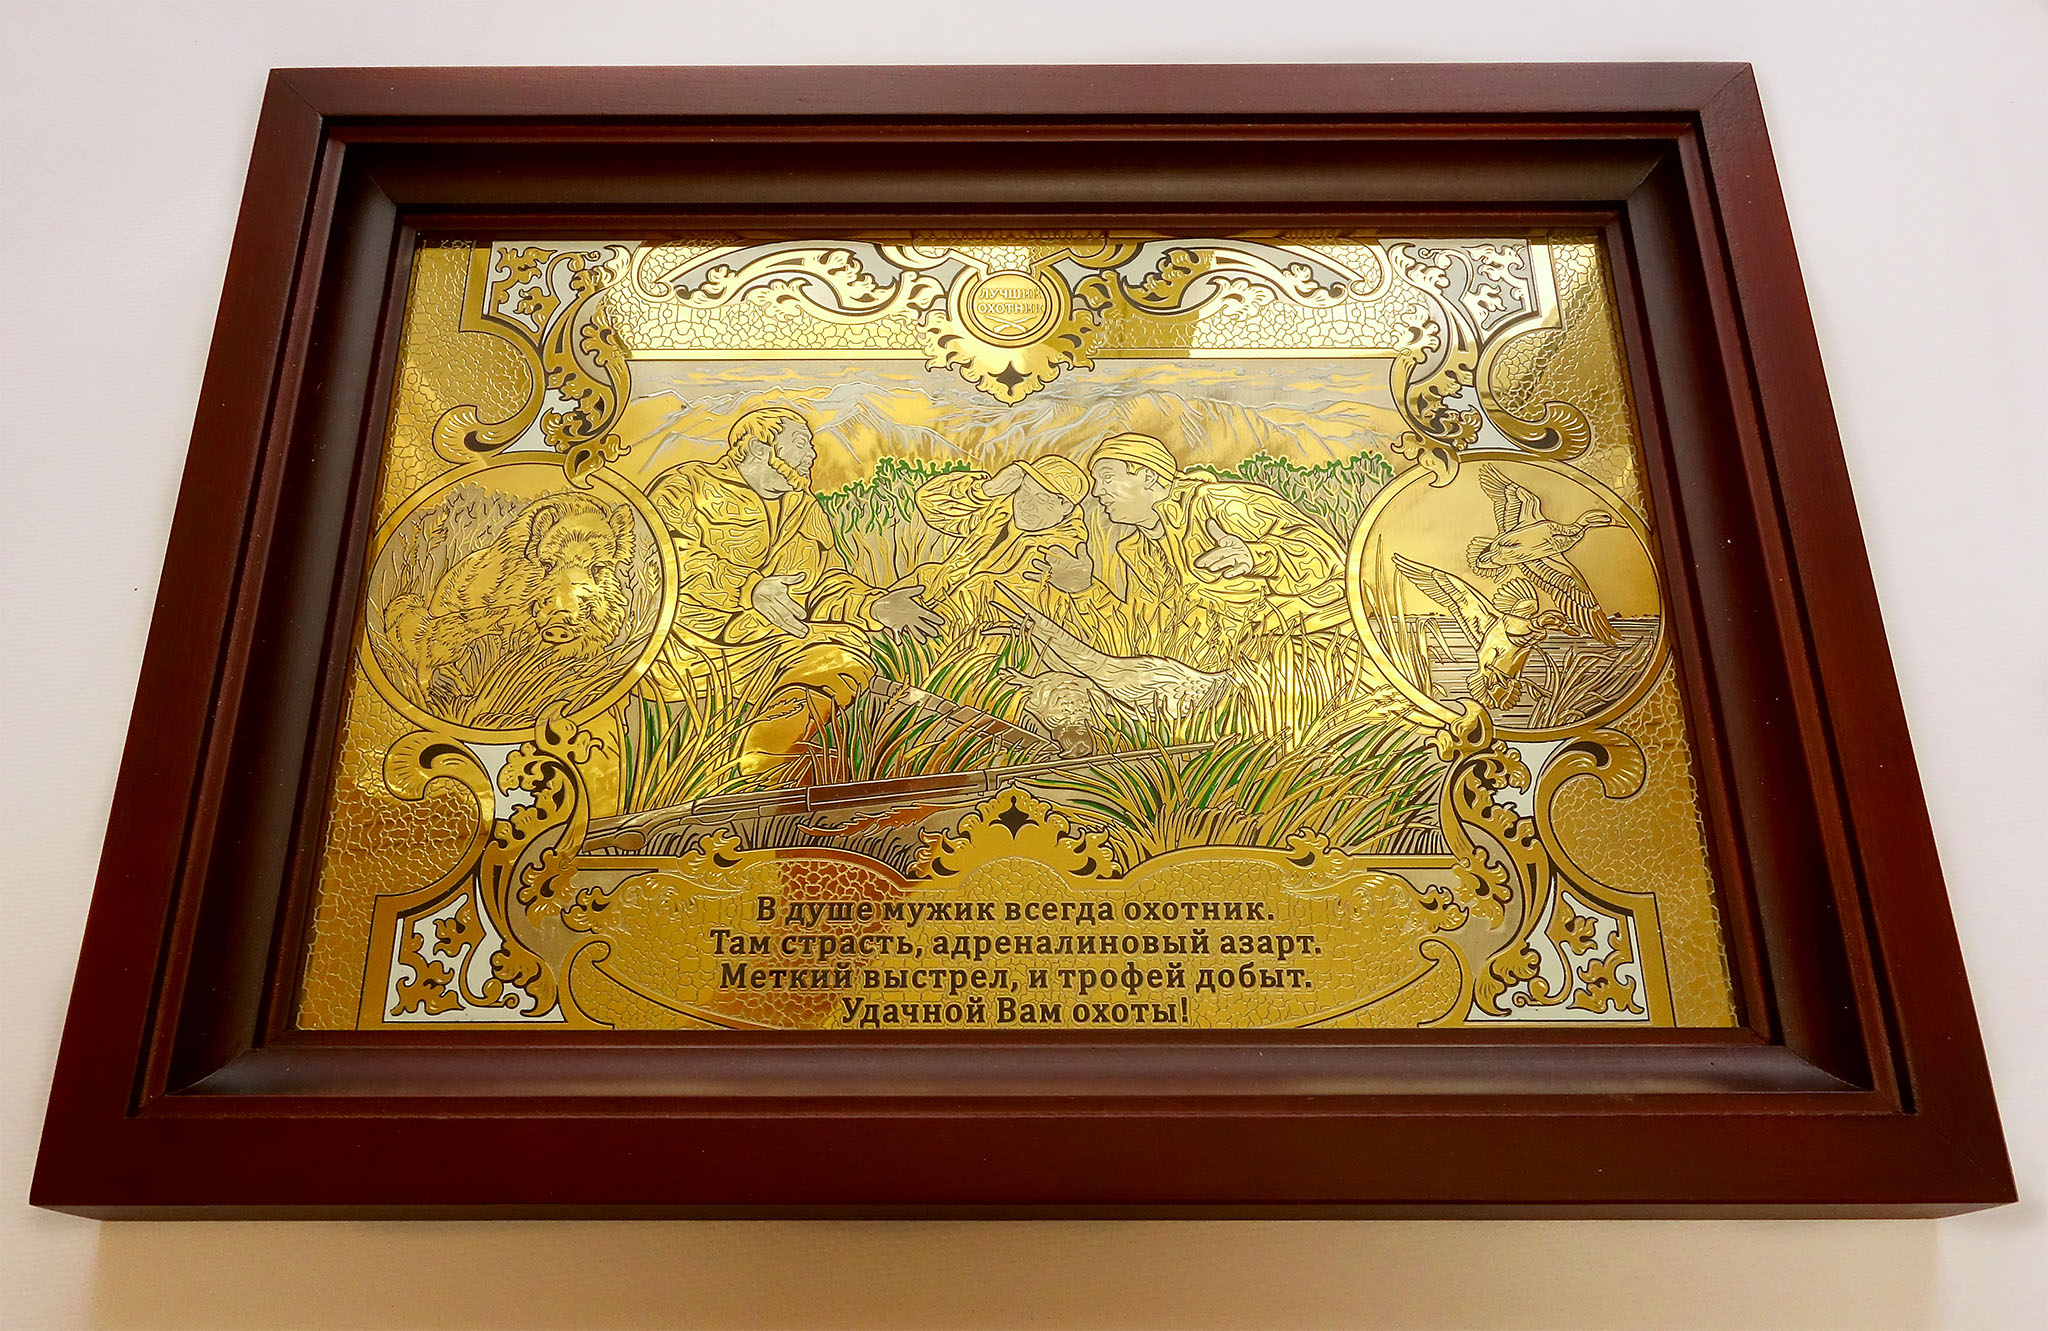 ЛУЧШИЙ
ОХОТНИК
В душе мужик всегда охотник.
Там страсть, адреналиновый азарт.
Меткий выстрел, и трофей добыт.
Удачной Вам охоты!